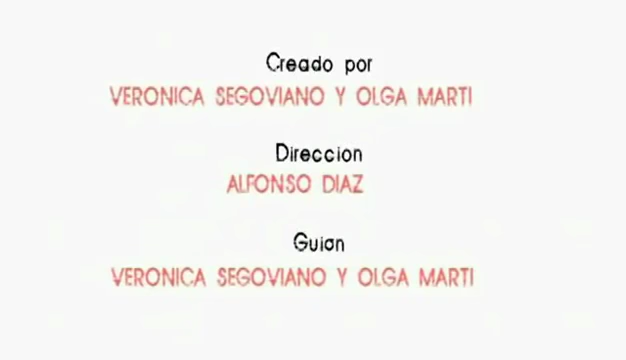 Creado por
VERONICA SEGOVIANO Y OLGA MARTI
Direccion
ALFONSO DIAZ
Guion
VERONICA SEGOVIANO Y OLGA MARTI